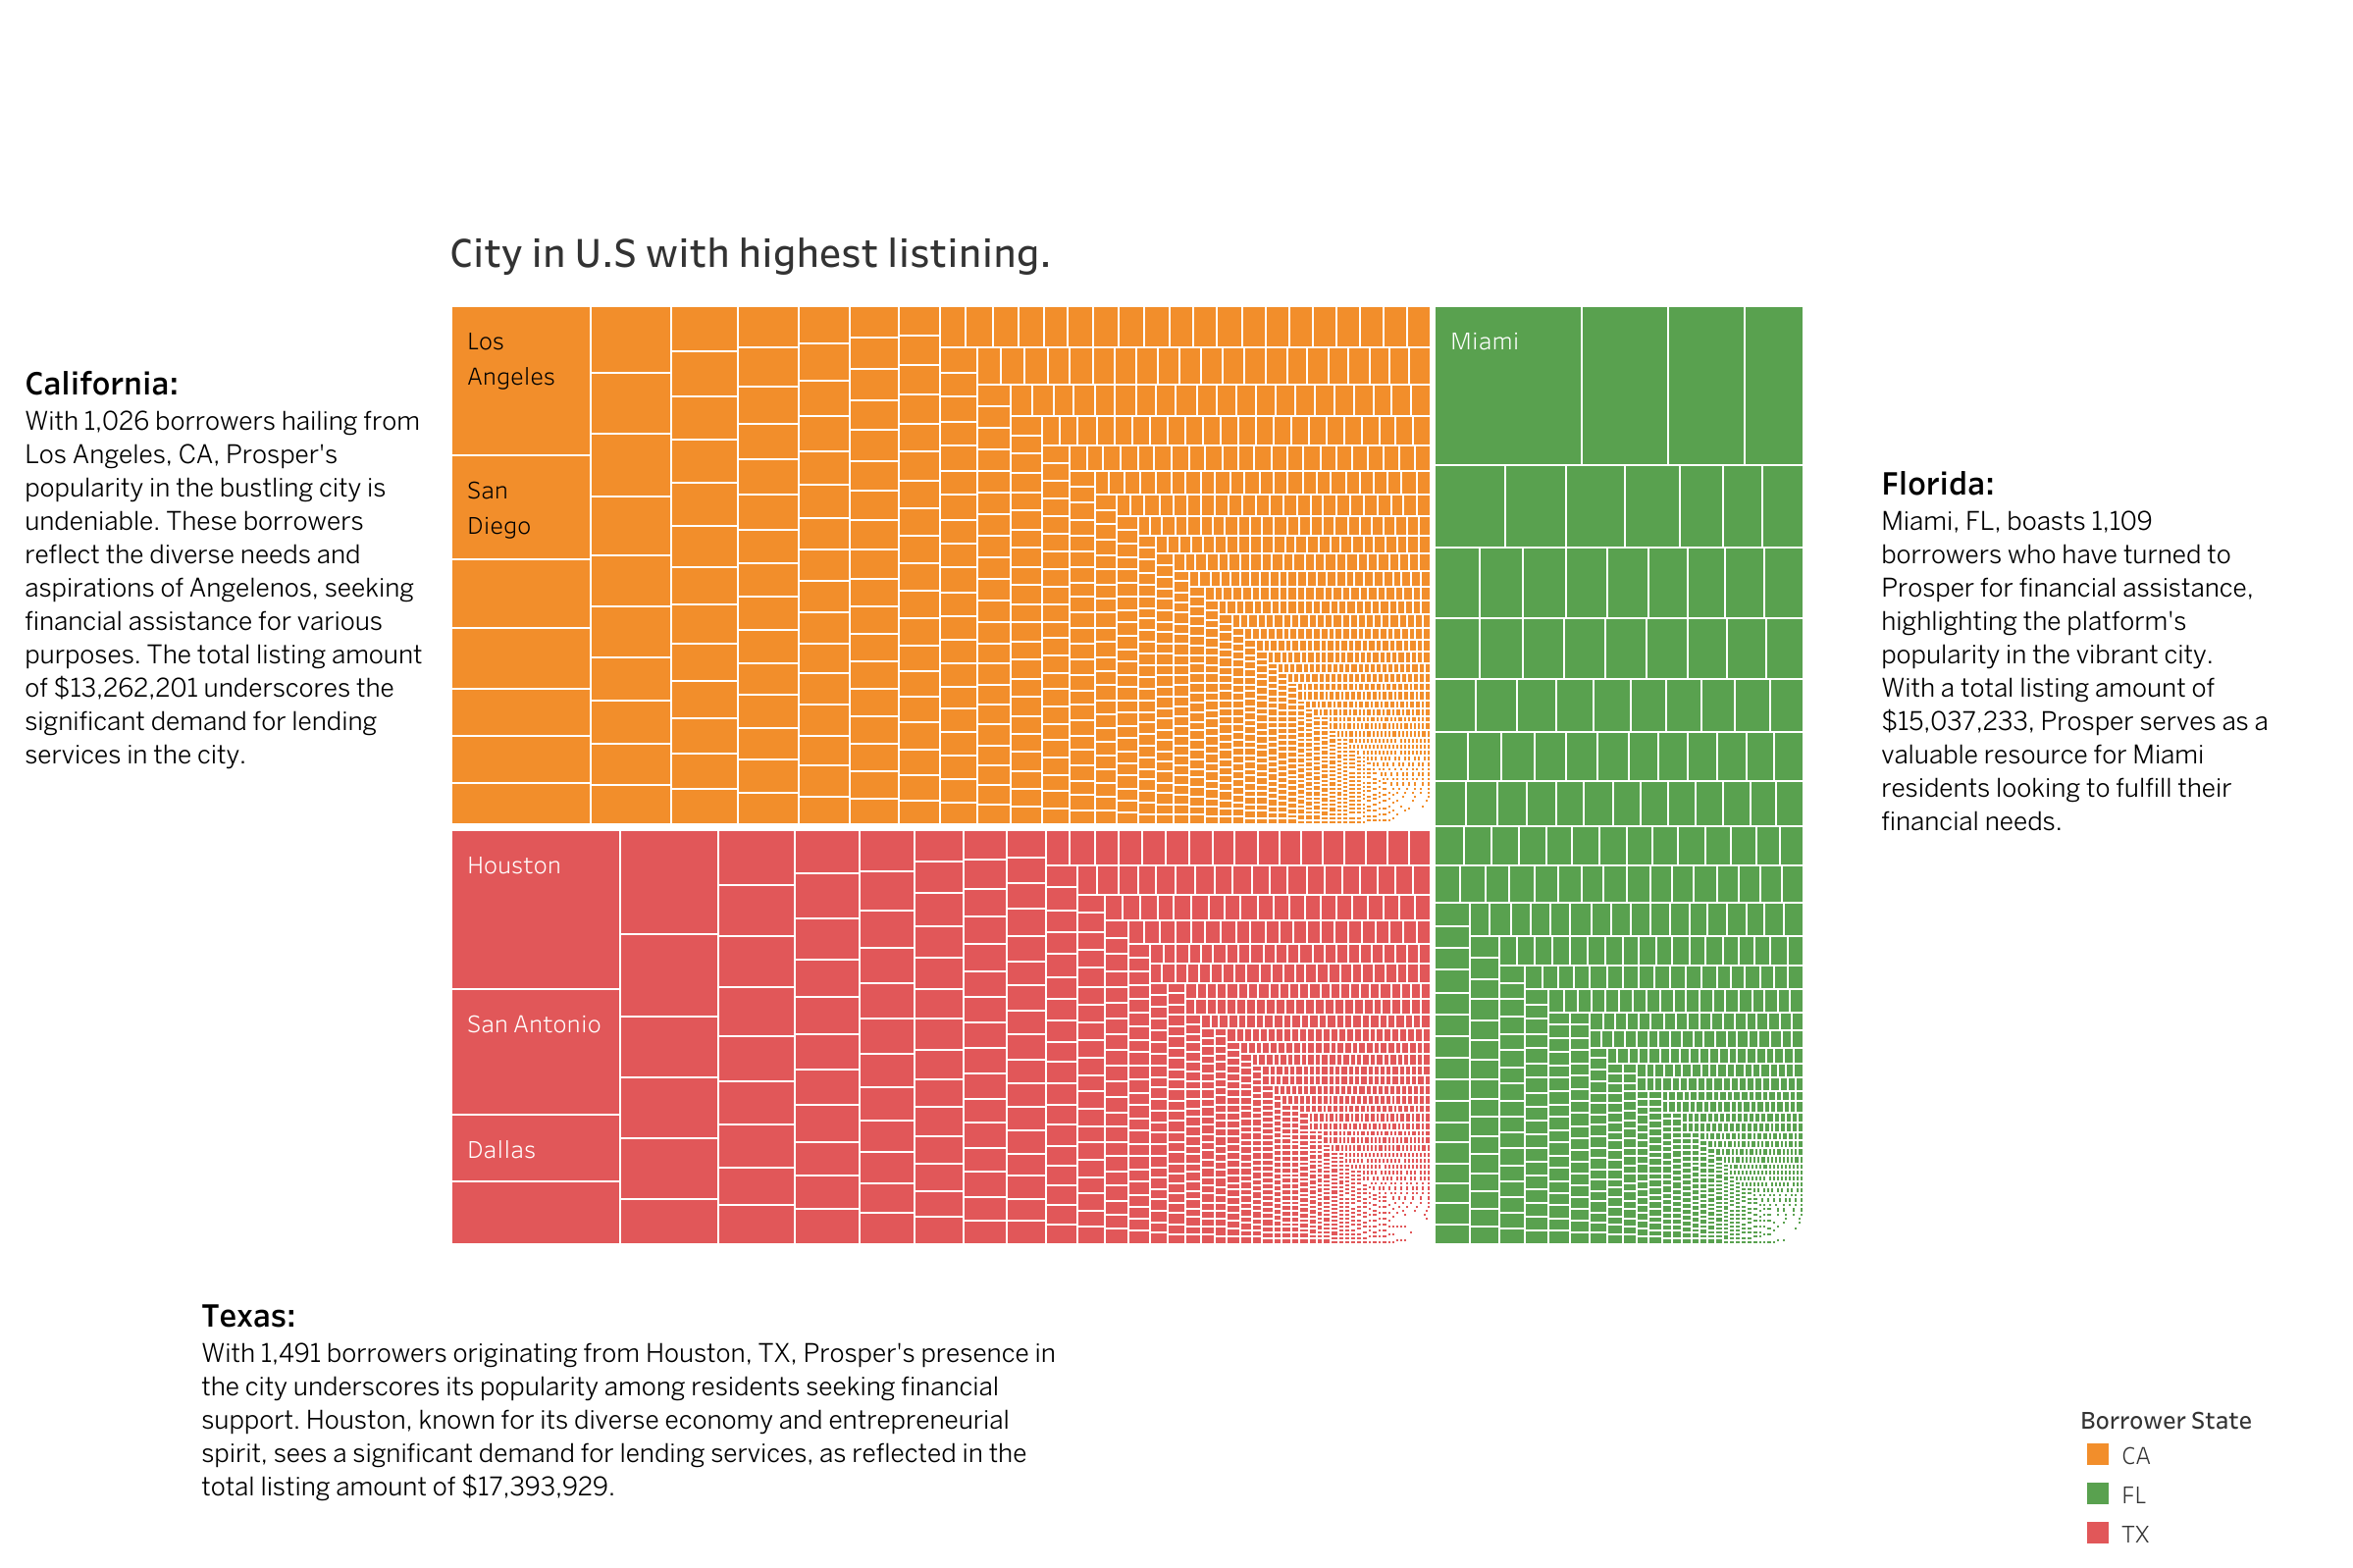 City in U.S with highest listining.
California:
With 1,026 borrowers hailing from
Los Angeles, CA, Prosper's
popularity in the bustling city is
undeniable. These borrowers
reflect the diverse needs and
aspirations of Angelenos, seeking
financial assistance for various
purposes. The total listing amount
of $13,262,201 underscores the
significant demand for lending
services in the city.
Los
Angeles
San
Diego
Miami
Houston
San Antonio
Dallas
Florida:
Miami, FL, boasts 1,109
borrowers who have turned to
Prosper for financial assistance,
highlighting the platform's
popularity in the vibrant city.
With a total listing amount of
$15,037,233, Prosper serves as a
valuable resource for Miami
residents looking to fulfill their
financial needs.
Texas:
With 1,491 borrowers originating from Houston, TX, Prosper's presence in
the city underscores its popularity among residents seeking financial
support. Houston, known for its diverse economy and entrepreneurial
spirit, sees a significant demand for lending services, as reflected in the
total listing amount of $17,393,929.
Borrower State
CA
FL
TX